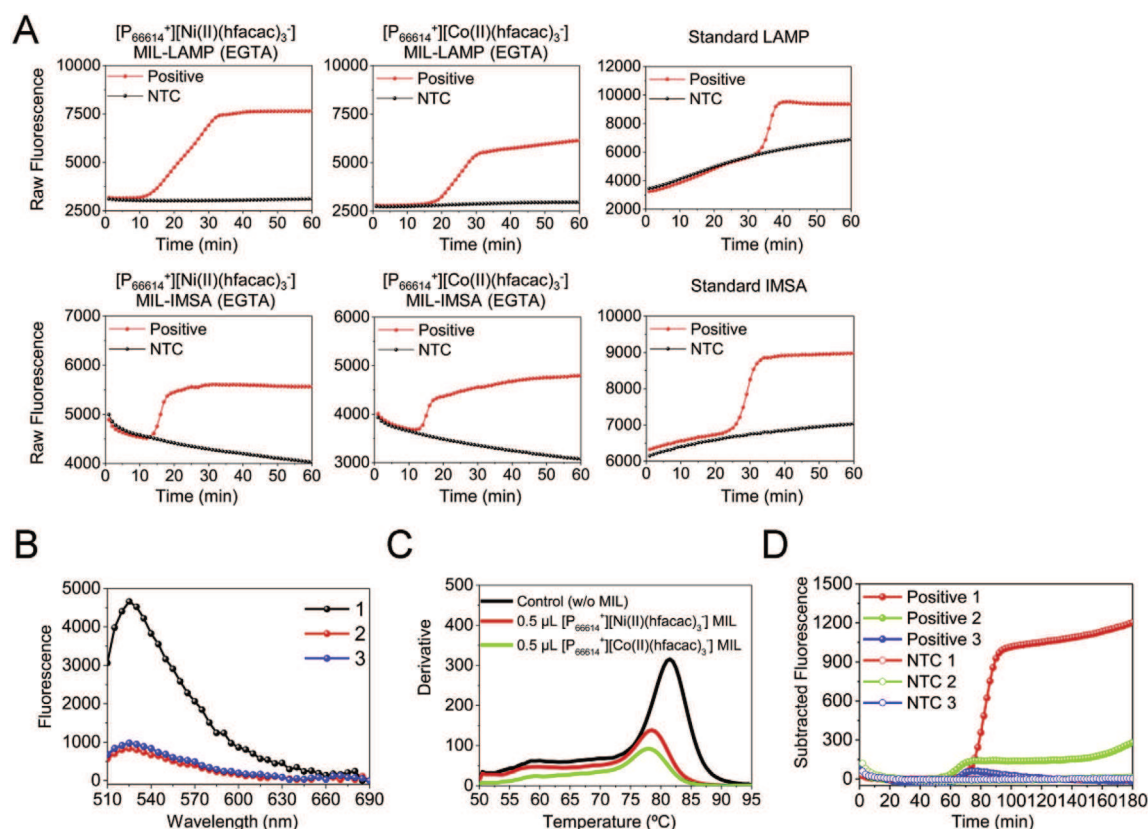 A
[P₆₆₆₁₄⁺][Ni(II)(hfacac)₃⁻]
MIL-LAMP (EGTA)
10000
7500
5000
2500
Raw Fluorescence
Positive
NTC
0 10 20 30 40 50 60
Time (min)
[P₆₆₆₁₄⁺][Co(II)(hfacac)₃⁻]
MIL-LAMP (EGTA)
10000
7500
5000
2500
Positive
NTC
0 10 20 30 40 50 60
Time (min)
Standard LAMP
12000
10000
8000
6000
4000
2000
Positive
NTC
0 10 20 30 40 50 60
Time (min)
[P₆₆₆₁₄⁺][Ni(II)(hfacac)₃⁻]
MIL-IMSA (EGTA)
7000
6000
5000
4000
Raw Fluorescence
Positive
NTC
0 10 20 30 40 50 60
Time (min)
[P₆₆₆₁₄⁺][Co(II)(hfacac)₃⁻]
MIL-IMSA (EGTA)
6000
5000
4000
3000
Positive
NTC
0 10 20 30 40 50 60
Time (min)
Standard IMSA
10000
9000
8000
7000
6000
Positive
NTC
0 10 20 30 40 50 60
Time (min)
B
5000
4000
3000
2000
1000
0
Fluorescence
1
2
3
510 540 570 600 630 660 690
Wavelength (nm)
C
500
400
300
200
100
0
Derivative
Control (w/o MIL)
0.5 µL [P₆₆₆₁₄⁺][Ni(II)(hfacac)₃⁻] MIL
0.5 µL [P₆₆₆₁₄⁺][Co(II)(hfacac)₃⁻] MIL
50 55 60 65 70 75 80 85 90 95
Temperature (ºC)
D
1500
1200
900
600
300
0
Subtracted Fluorescence
Positive 1
Positive 2
Positive 3
NTC 1
NTC 2
NTC 3
0 20 40 60 80 100 120 140 160 180
Time (min)